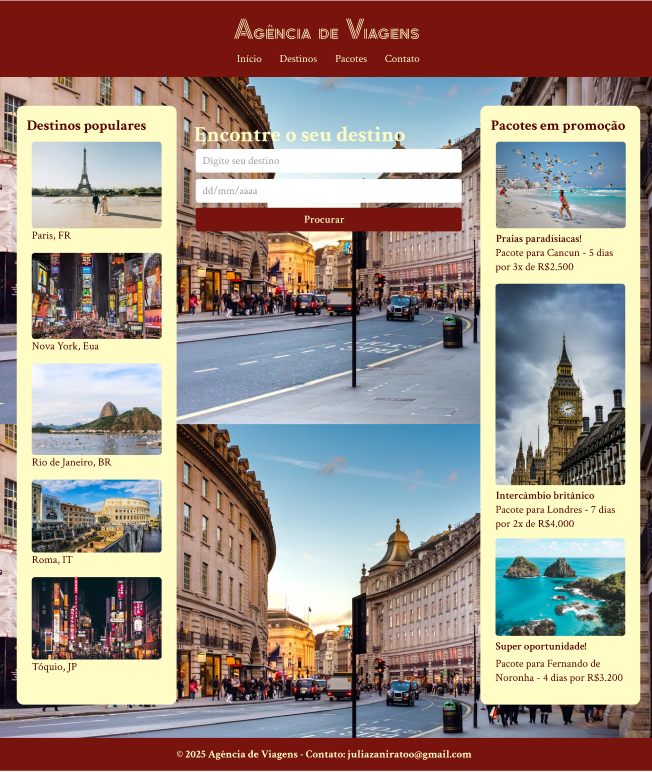 Agência de Viagens
Início Destinos Pacotes Contato
Destinos populares
Paris, FR
Nova York, Eua
Rio de Janeiro, BR
Roma, IT
Tóquio, JP
Encontre o seu destino
Digite seu destino
dd/mm/aaaa
Procurar
Pacotes em promoção
Praias paradísiacas!
Pacote para Cancun - 5 dias
por 3x de R$2.500
Intercâmbio britânico
Pacote para Londres - 7 dias
por 2x de R$4.000
Super oportunidade!
Pacote para Fernando de
Noronha - 4 dias por R$3.200
© 2025 Agência de Viagens - Contato: juliazaniratoo@gmail.com